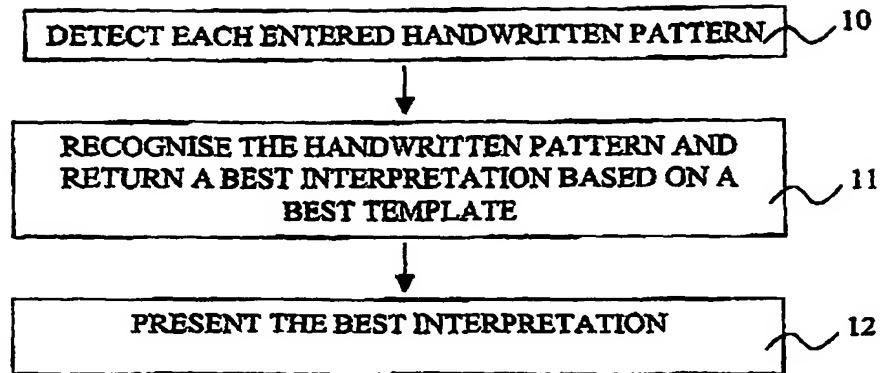 DETECT EACH ENTERED HANDWRITTEN PATTERN 10
RECOGNISE THE HANDWRITTEN PATTERN AND
RETURN A BEST INTERPRETATION BASED ON A 11
BEST TEMPLATE
PRESENT THE BEST INTERPRETATION 12